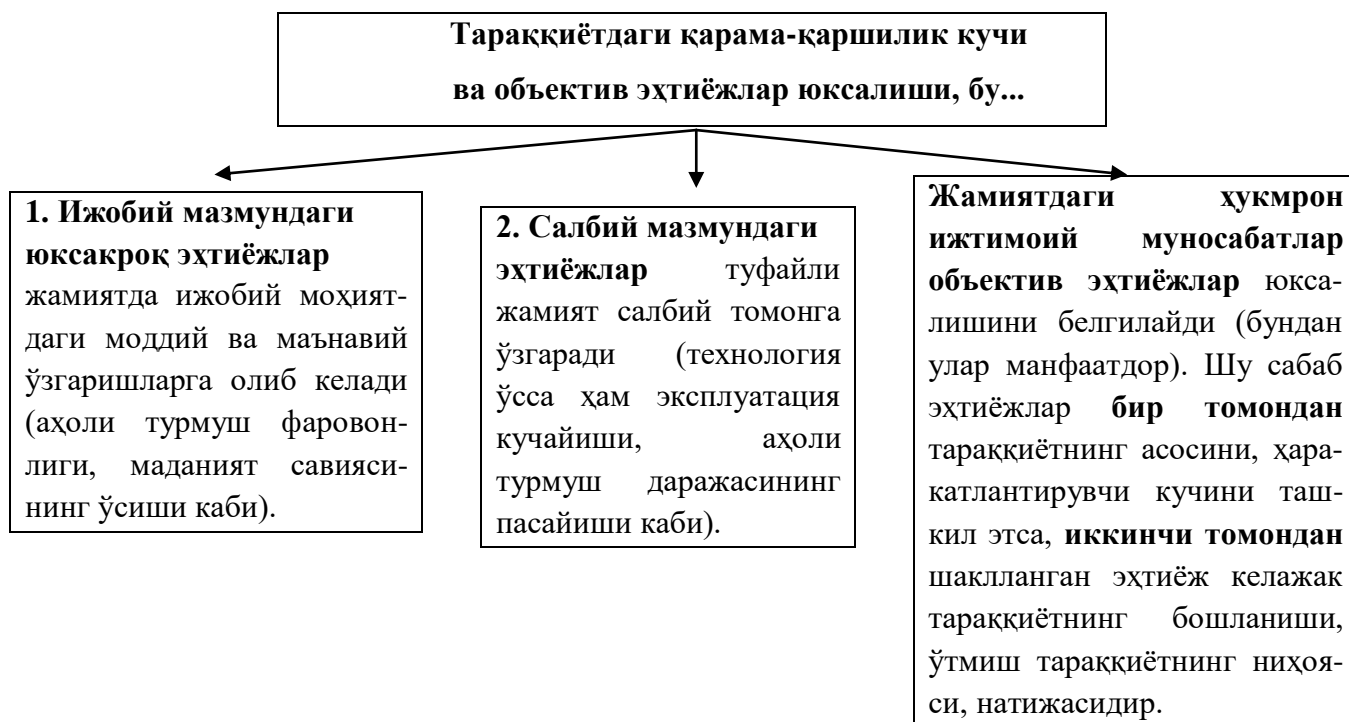 Тараққиётдаги қарама-қаршилик кучи
ва объектив эҳтиёжлар юксалиши, бу...
1. Ижобий мазмундаги
юксакроқ эҳтиёжлар
жамиятда ижобий моҳият-
даги моддий ва маънавий
ўзгаришларга олиб келади
(аҳоли турмуш фаровон-
лиги, маданият савияси-
нинг ўсиши каби).
2. Салбий мазмундаги
эҳтиёжлар туфайли
жамият салбий томонга
ўзгаради (технология
ўсса ҳам эксплуатация
кучайиши, аҳоли
турмуш даражасининг
пасайиши каби).
Жамиятдаги ҳукмрон
ижтимоий муносабатлар
объектив эҳтиёжлар юкса-
лишини белгилайди (бундан
улар манфаатдор). Шу сабаб
эҳтиёжлар бир томондан
тараққиётнинг асосини, ҳара-
катлантирувчи кучини таш-
кил этса, иккинчи томондан
шаклланган эҳтиёж келажак
тараққиётнинг бошланиши,
ўтмиш тараққиётнинг ниҳоя-
си, натижасидир.